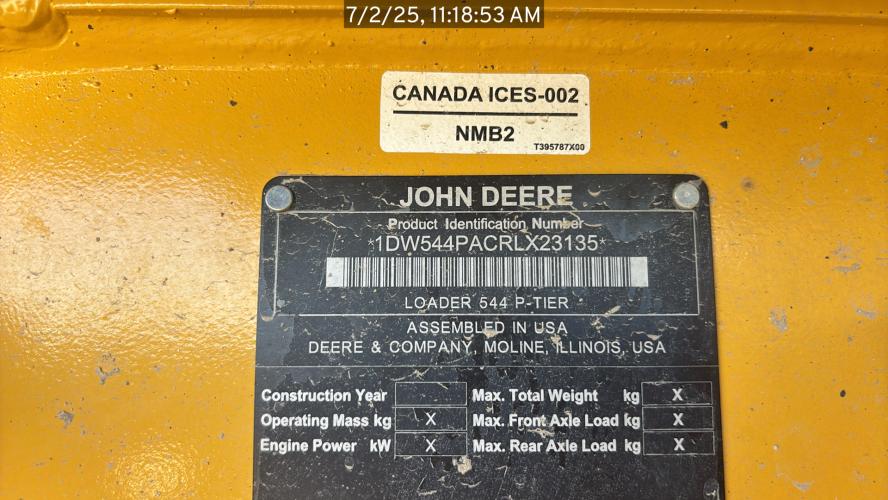 7/2/25, 11:18:53 AM
CANADA ICES-002
NMB2
T395787X00
JOHN DEERE
Product Identification Number
*1DW544PACRLX23135*
LOADER 544 P-TIER
ASSEMBLED IN USA
DEERE & COMPANY, MOLINE, ILLINOIS, USA
Construction Year Max. Total Weight kg X
Operating Mass kg X Max. Front Axle Load kg X
Engine Power kW X Max. Rear Axle Load kg X